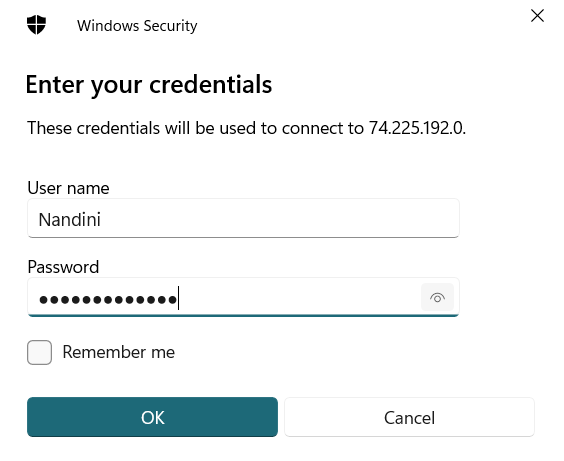 Windows Security
Enter your credentials
These credentials will be used to connect to 74.225.192.0.
User name
Nandini
Password
●●●●●●●●●●●●●
Remember me
OK
Cancel